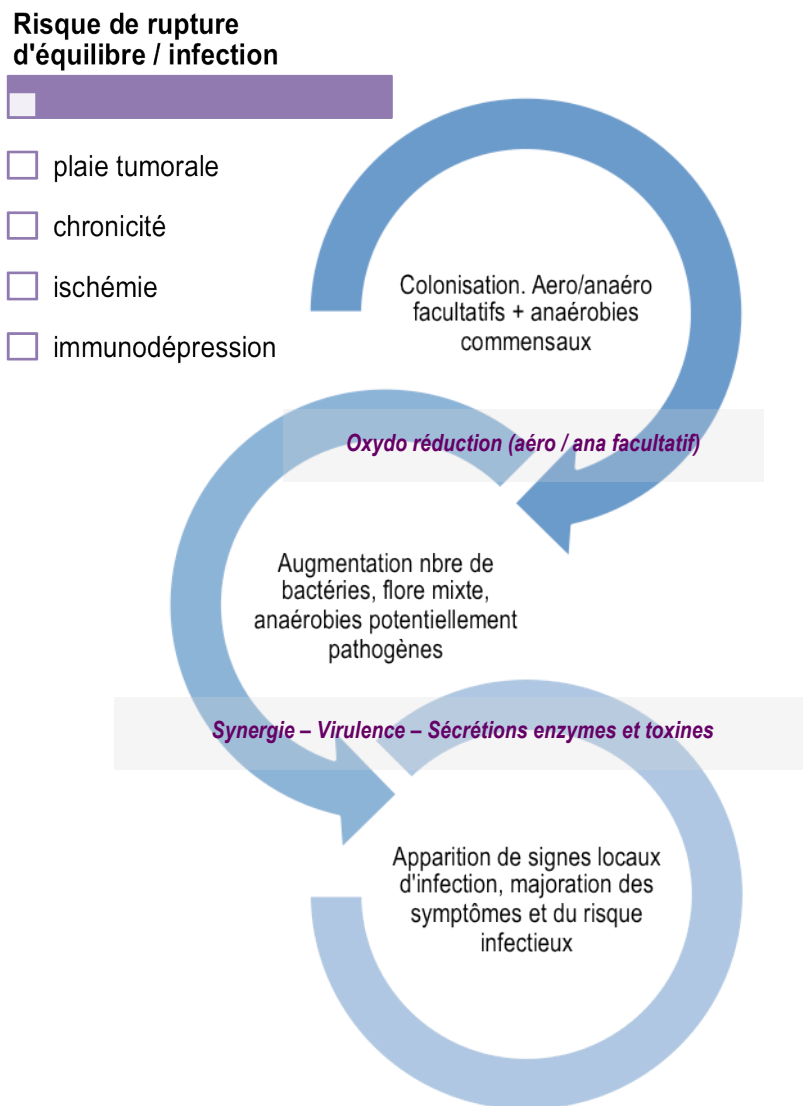 Risque de rupture
d'équilibre / infection
plaie tumorale
chronicité
ischémie
immunodépression
Colonisation. Aero/anaéro
facultatifs + anaérobies
commensaux
Oxydo réduction (aéro / ana facultatif)
Augmentation nbre de
bactéries, flore mixte,
anaérobies potentiellement
pathogènes
Synergie – Virulence – Sécrétions enzymes et toxines
Apparition de signes locaux
d'infection, majoration des
symptômes et du risque
infectieux